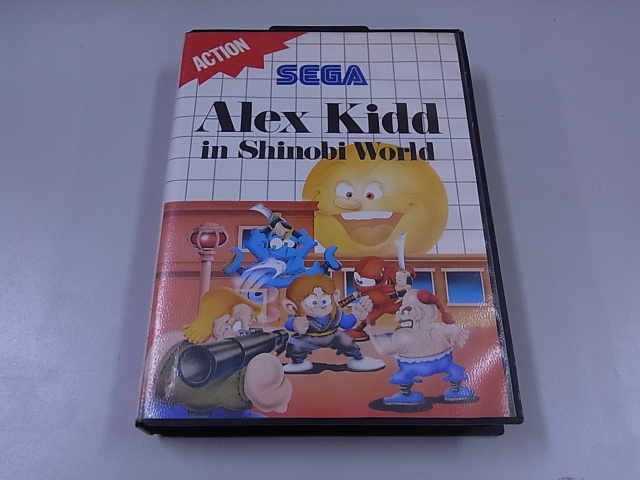 ACTION
SEGA
Alex Kidd
in Shinobi World